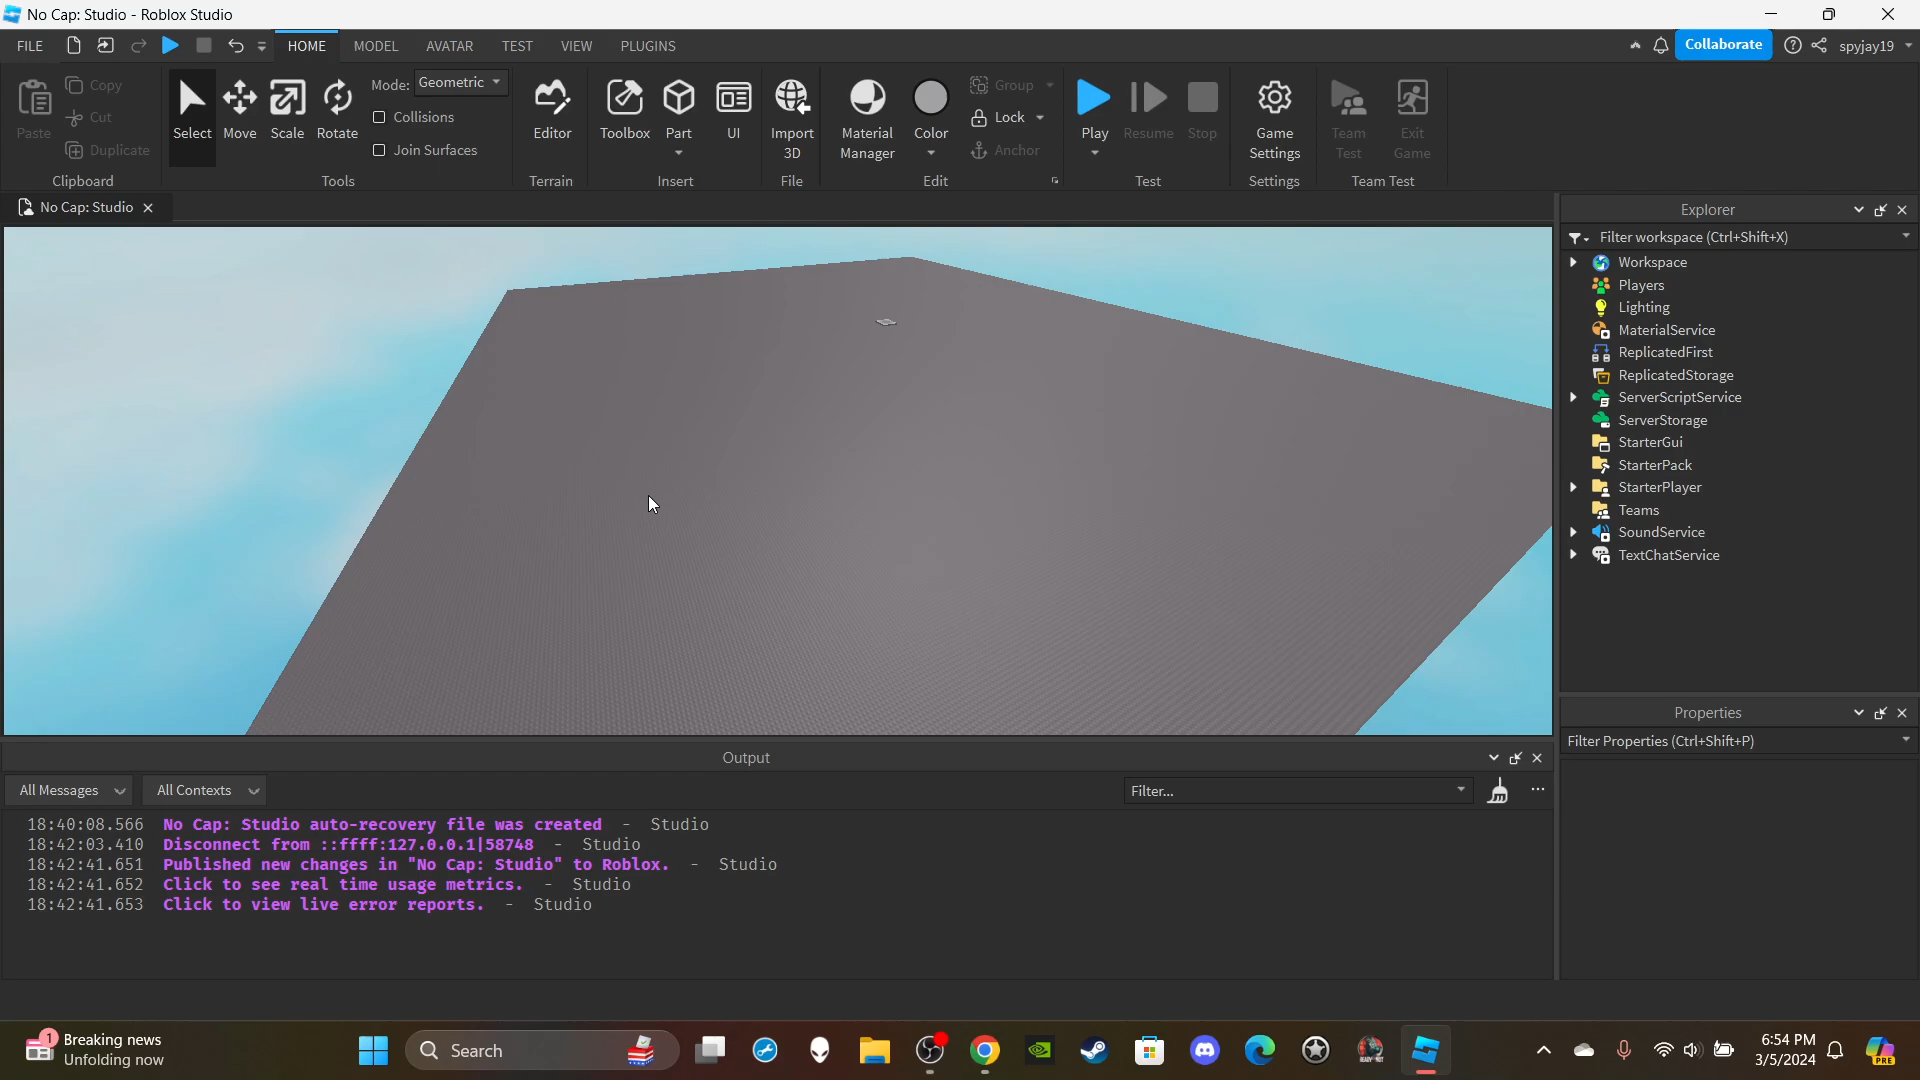 No Cap: Studio - Roblox Studio
FILE HOME MODEL AVATAR TEST VIEW PLUGINS Collaborate spyjay19
Paste Copy Cut Duplicate
Clipboard
Select Move Scale Rotate Mode: Geometric
Collisions
Join Surfaces
Tools
Editor
Terrain
Toolbox Part UI
Insert
Import 3D
File
Material Manager Color Group Lock Anchor
Edit
Play Resume Stop
Test
Game Settings
Settings
Team Test Exit Game
Team Test
No Cap: Studio
Explorer
Filter workspace (Ctrl+Shift+X)
Workspace
Players
Lighting
MaterialService
ReplicatedFirst
ReplicatedStorage
ServerScriptService
ServerStorage
StarterGui
StarterPack
StarterPlayer
Teams
SoundService
TextChatService
Properties
Filter Properties (Ctrl+Shift+P)
Output
All Messages All Contexts Filter...
18:40:08.566 No Cap: Studio auto-recovery file was created - Studio
18:42:03.410 Disconnect from ::ffff:127.0.0.1|58748 - Studio
18:42:41.651 Published new changes in "No Cap: Studio" to Roblox. - Studio
18:42:41.652 Click to see real time usage metrics. - Studio
18:42:41.653 Click to view live error reports. - Studio
1 Breaking news
Unfolding now
Search
READY OR NOT
6:54 PM
3/5/2024
PRE